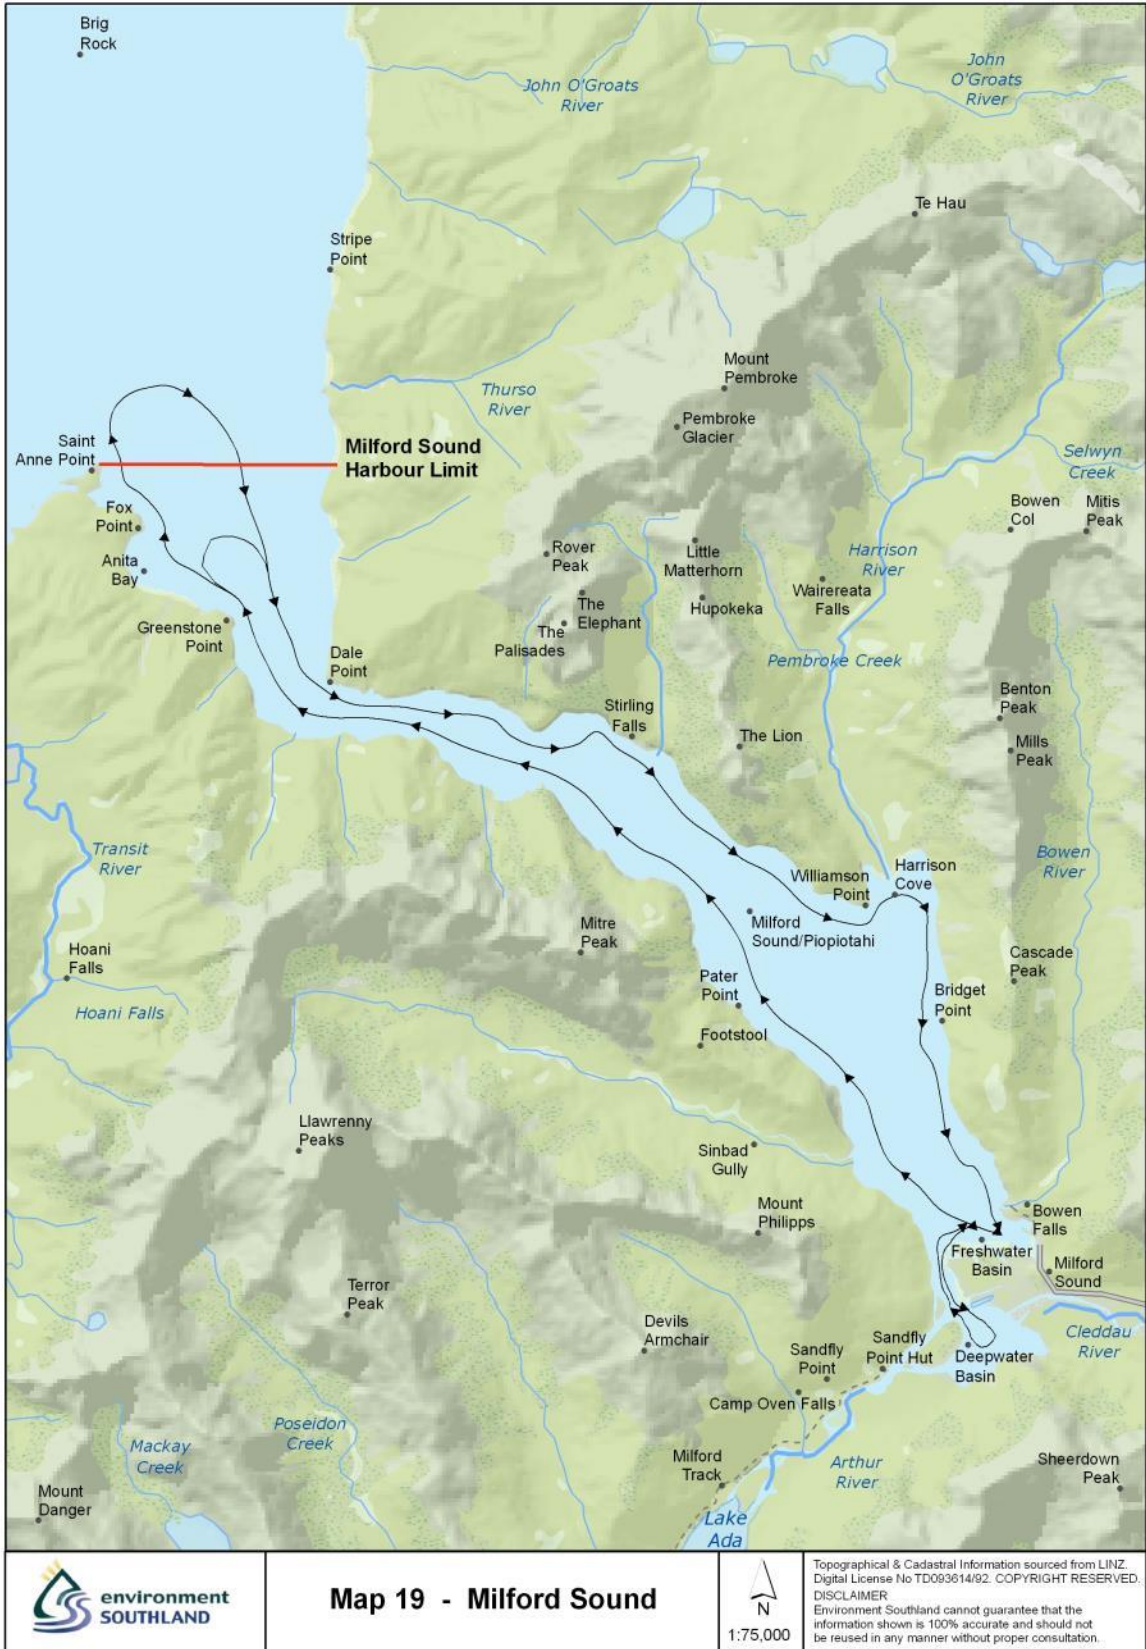 Brig
Rock
John O'Groats
River
John
O'Groats
River
Te Hau
Stripe
Point
Mount
Pembroke
Thurso
River
Pembroke
Glacier
Saint
Anne Point
Milford Sound
Harbour Limit
Selwyn
Creek
Bowen
Col
Mitis
Peak
Fox
Point
Anita
Bay
Rover
Peak
Little
Matterhorn
Harrison
River
Wairereata
Falls
The
Elephant
Hupokeka
The
Palisades
Greenstone
Point
Dale
Point
Pembroke Creek
Benton
Peak
Stirling
Falls
The Lion
Mills
Peak
Transit
River
Williamson
Point
Harrison
Cove
Bowen
River
Mitre
Peak
Milford
Sound/Piopiotahi
Hoani
Falls
Cascade
Peak
Pater
Point
Bridget
Point
Hoani Falls
Footstool
Llawrenny
Peaks
Sinbad
Gully
Mount
Philipps
Bowen
Falls
Freshwater
Basin
Milford
Sound
Terror
Peak
Devils
Armchair
Sandfly
Point
Sandfly
Point Hut
Deepwater
Basin
Cleddau
River
Camp Oven Falls
Poseidon
Creek
Mackay
Creek
Milford
Track
Arthur
River
Sheerdown
Peak
Mount
Danger
Lake
Ada
environment
SOUTHLAND
Map 19 - Milford Sound
N
1:75,000
Topographical & Cadastral Information sourced from LINZ.
Digital License No TD093614/92. COPYRIGHT RESERVED.
DISCLAIMER
Environment Southland cannot guarantee that the
information shown is 100% accurate and should not
be reused in any manner without proper consultation.